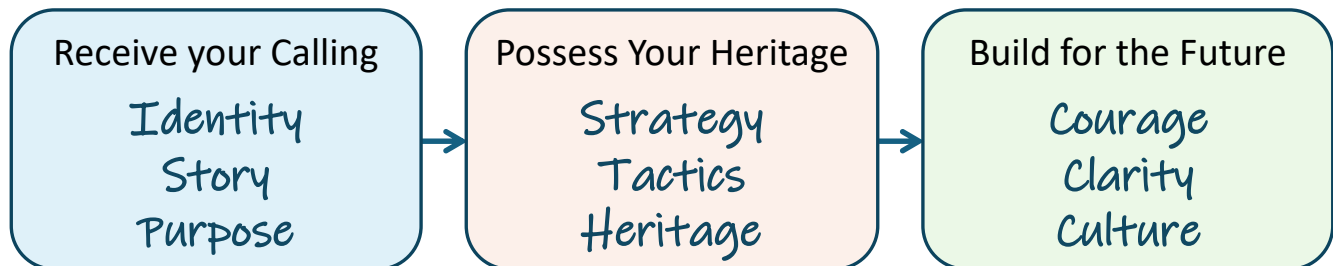 Receive your Calling
Identity
Story
Purpose
Possess Your Heritage
Strategy
Tactics
Heritage
Build for the Future
Courage
Clarity
Culture